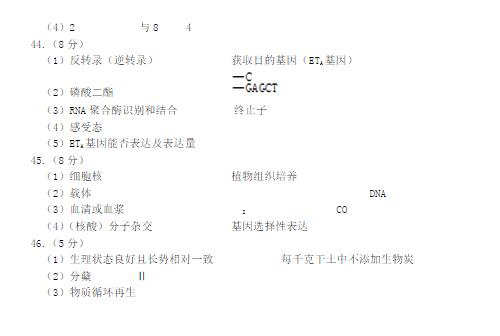 (4) 2 与 8 4
44. (8 分)
(1) 反转录 (逆转录) 获取目的基因 (ETA基因)
—C
(2) 磷酸二酯 —GAGCT
(3) RNA 聚合酶识别和结合 终止子
(4) 感受态
(5) ETA基因能否表达及表达量
45. (8 分)
(1) 细胞核 植物组织培养
(2) 载体 DNA
(3) 血清或血浆 2 CO
(4) (核酸) 分子杂交 基因选择性表达
46. (5 分)
(1) 生理状态良好且长势相对一致 每千克干土中不添加生物炭
(2) 分蘖 II
(3) 物质循环再生